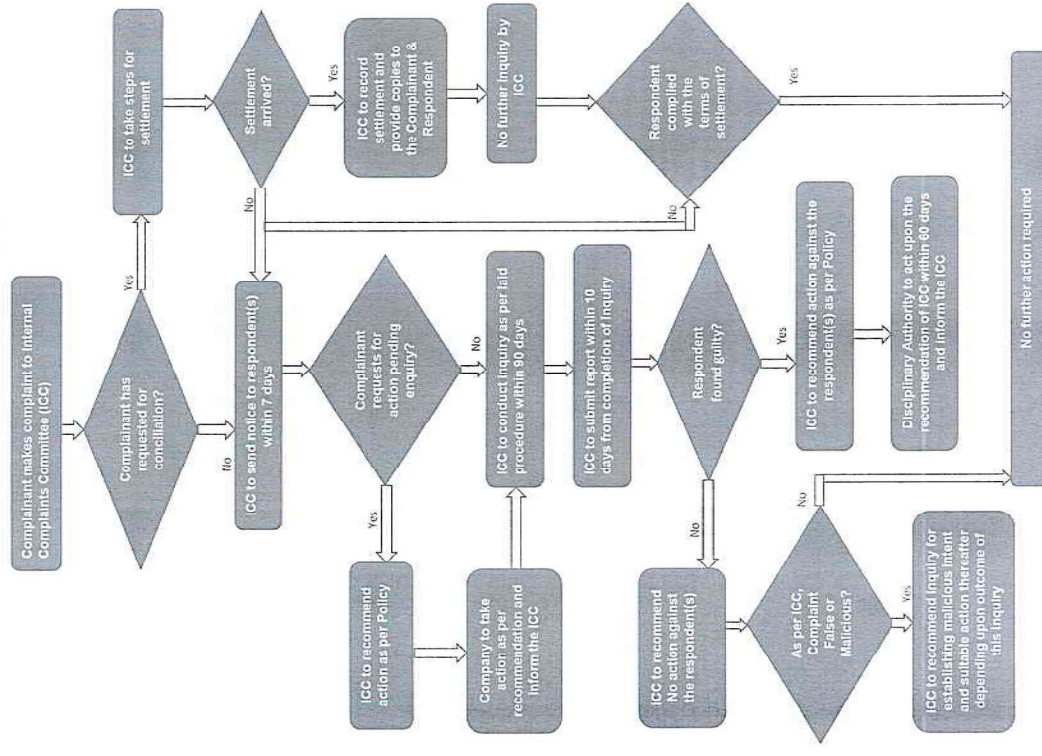 Complainant makes complaint to Internal
Complaints Committee (ICC)
Complainant has
requested for
conciliation?
Yes
ICC to take steps for
settlement
Settlement
arrived?
Yes
ICC to record
settlement and
provide copies to
the Complainant &
Respondent
No further Inquiry by
ICC
Respondent
complied
with the
terms of
settlement?
Yes
No
No
No
ICC to send notice to respondent(s)
within 7 days
Complainant
requests for
action pending
enquiry?
Yes
ICC to recommend
action as per Policy
Company to take
action as per
recommendation and
Inform the ICC
No
ICC to conduct Inquiry as per laid
procedure within 90 days
ICC to submit report within 10
days from completion of Inquiry
Respondent
found guilty?
Yes
ICC to recommend action against the
respondent(s) as per Policy
Disciplinary Authority to act upon the
recommendation of ICC within 60 days
and inform the ICC
No
ICC to recommend
No action against
the respondent(s)
As per ICC,
Complaint
False or
Malicious?
No
Yes
ICC to recommend Inquiry for
establishing malicious Intent
and suitable action thereafter
depending upon outcome of
this Inquiry
No further action required